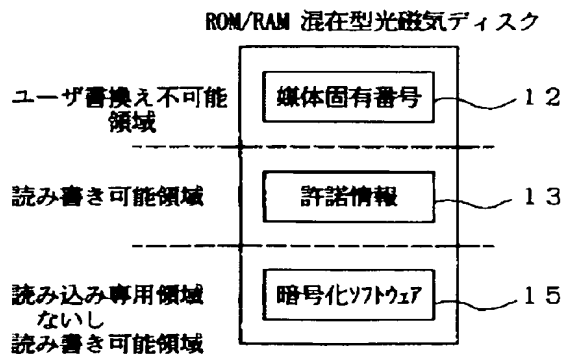 ROM/RAM 混在型光磁気ディスク
ユーザ書換え不可能
領域
媒体固有番号
12
読み書き可能領域
許諾情報
13
読み込み専用領域
ないし
読み書き可能領域
暗号化ソフトウェア
15